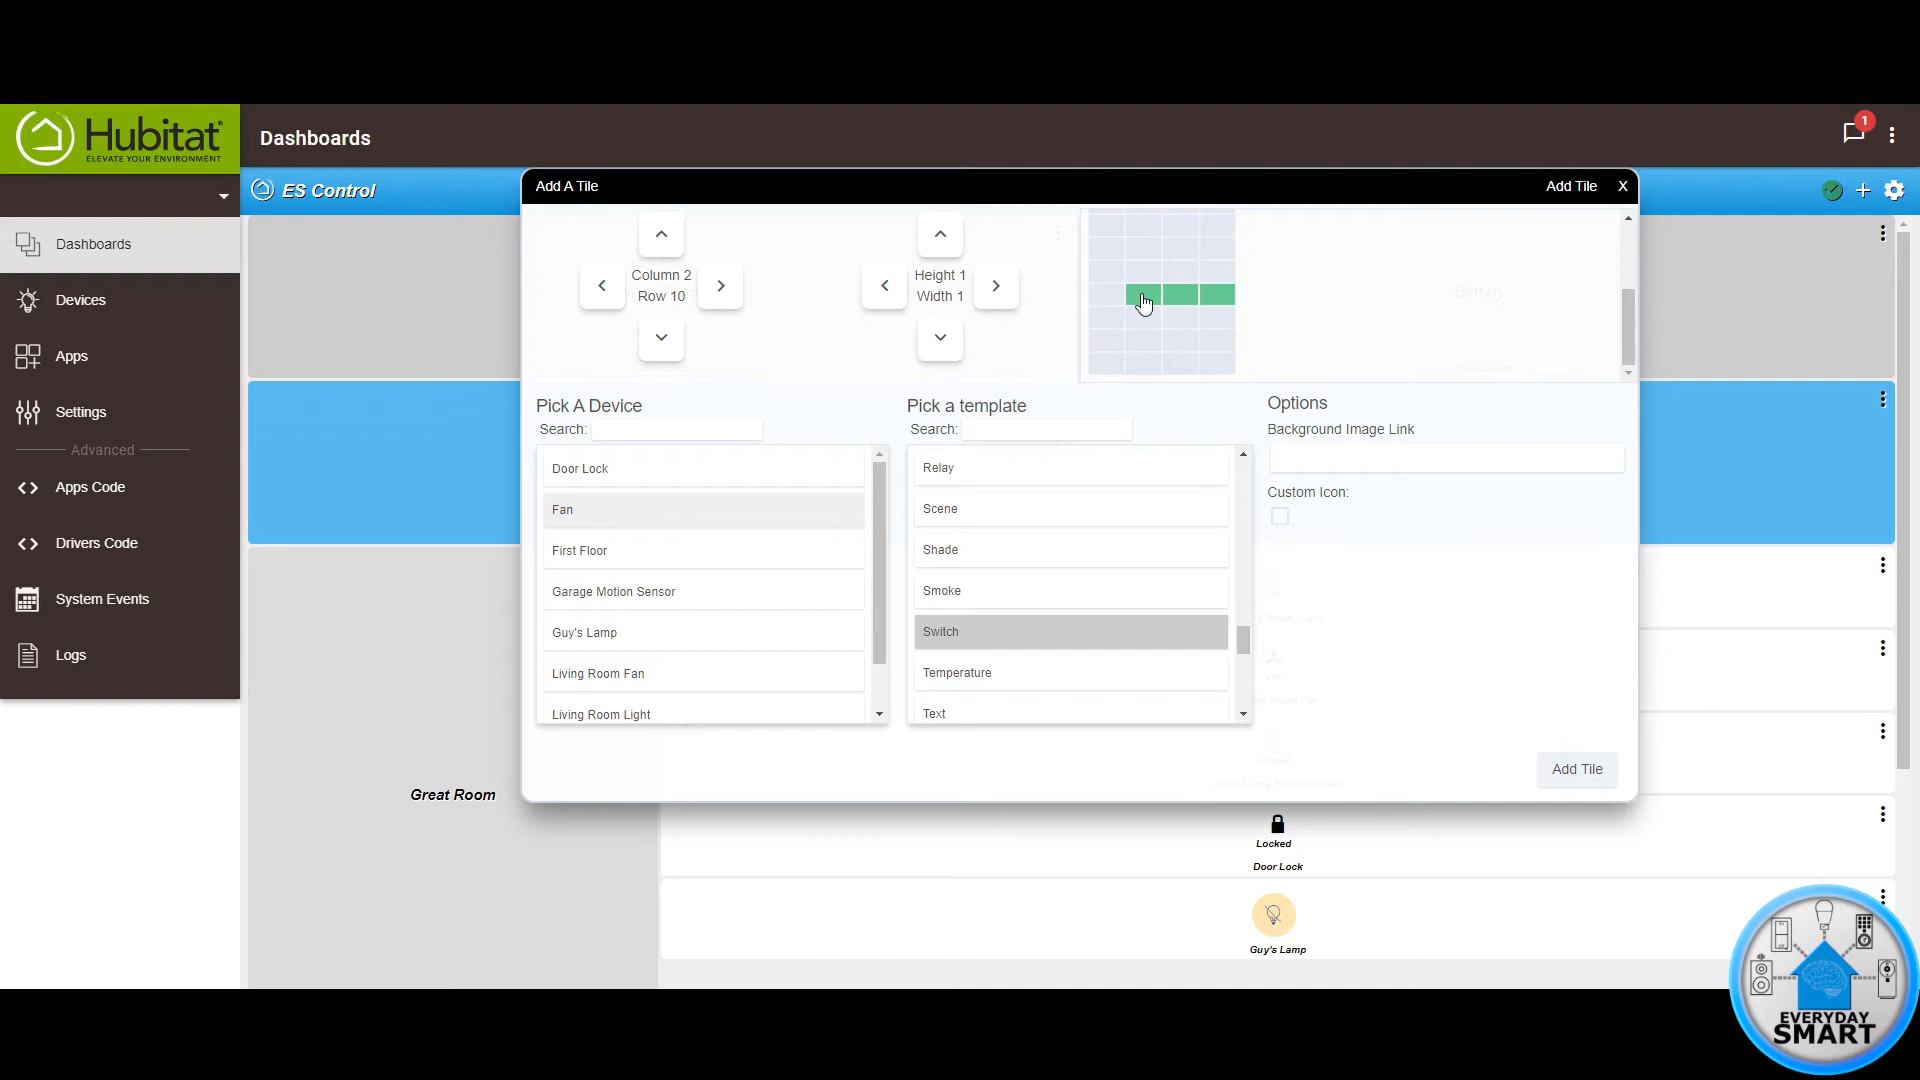 Hubitat
ELEVATE YOUR ENVIRONMENT
Dashboards
1
ES Control
Add A Tile
Add Tile
X
Dashboards
Devices
Apps
Settings
Advanced
Apps Code
Drivers Code
System Events
Logs
Column 2
Row 10
Height 1
Width 1
Battery
Pick A Device
Search:
Door Lock
Fan
First Floor
Garage Motion Sensor
Guy's Lamp
Living Room Fan
Living Room Light
Pick a template
Search:
Relay
Scene
Shade
Smoke
Switch
Temperature
Text
Options
Background Image Link
Custom Icon:
Add Tile
Great Room
Locked
Door Lock
Guy's Lamp
EVERYDAY
SMART